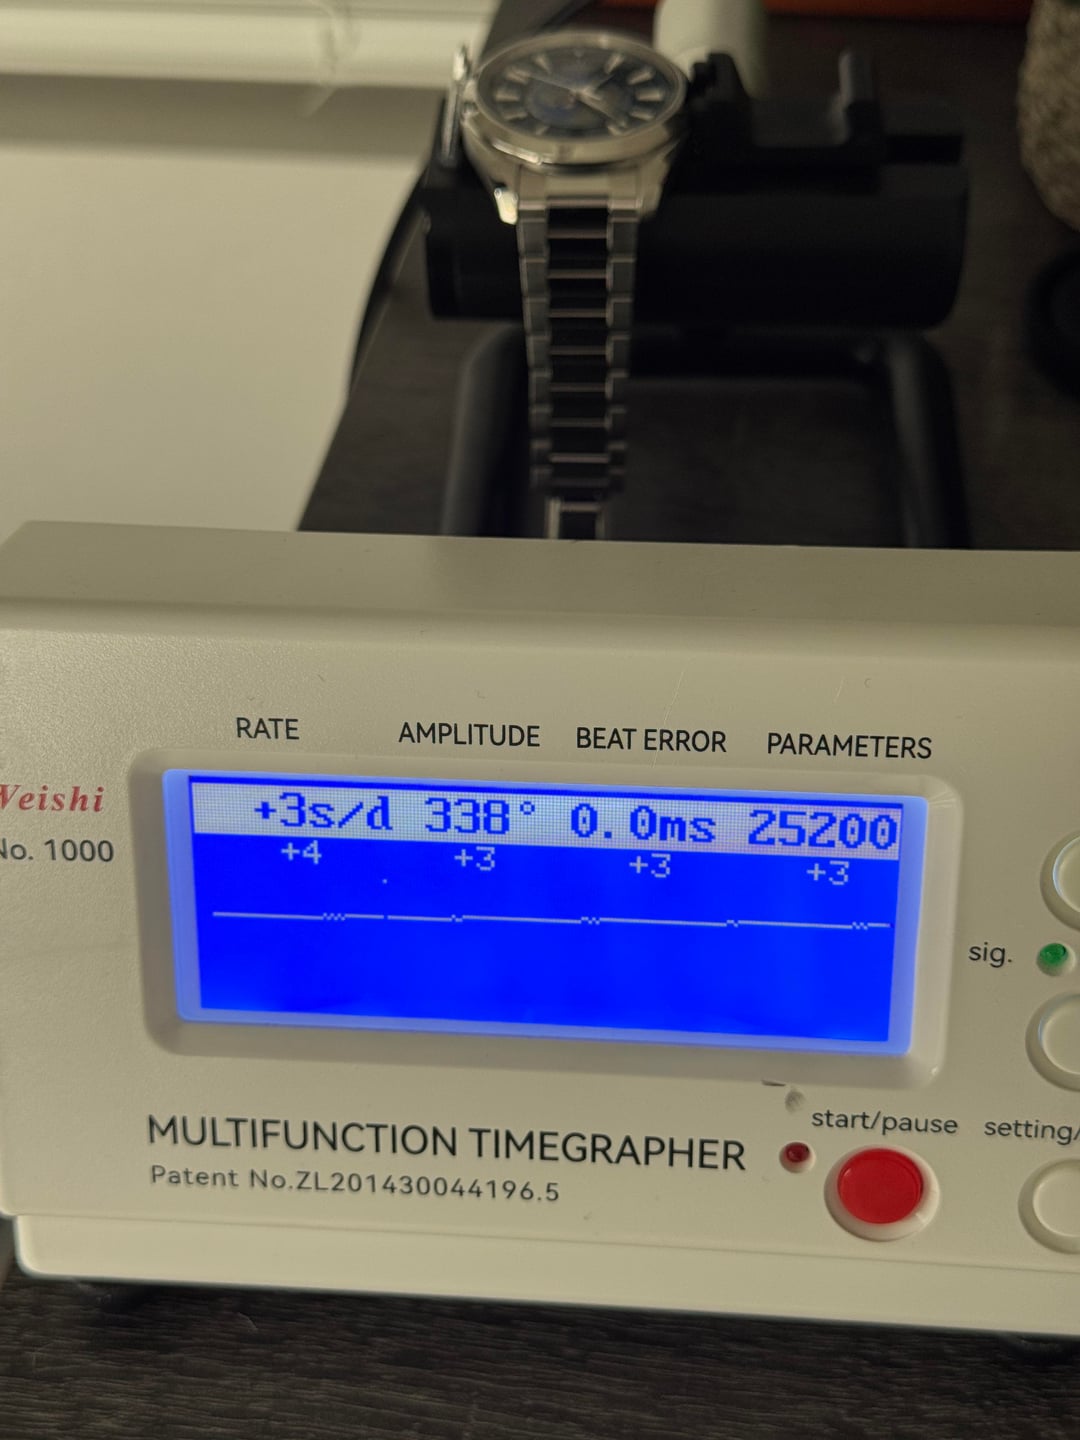 RATE AMPLITUDE BEAT ERROR PARAMETERS
Weishi
No. 1000
+3s/d 338° 0.0ms 25200
+4 +3 +3 +3
sig.
start/pause setting/
MULTIFUNCTION TIMEGRAPHER
Patent No.ZL201430044196.5